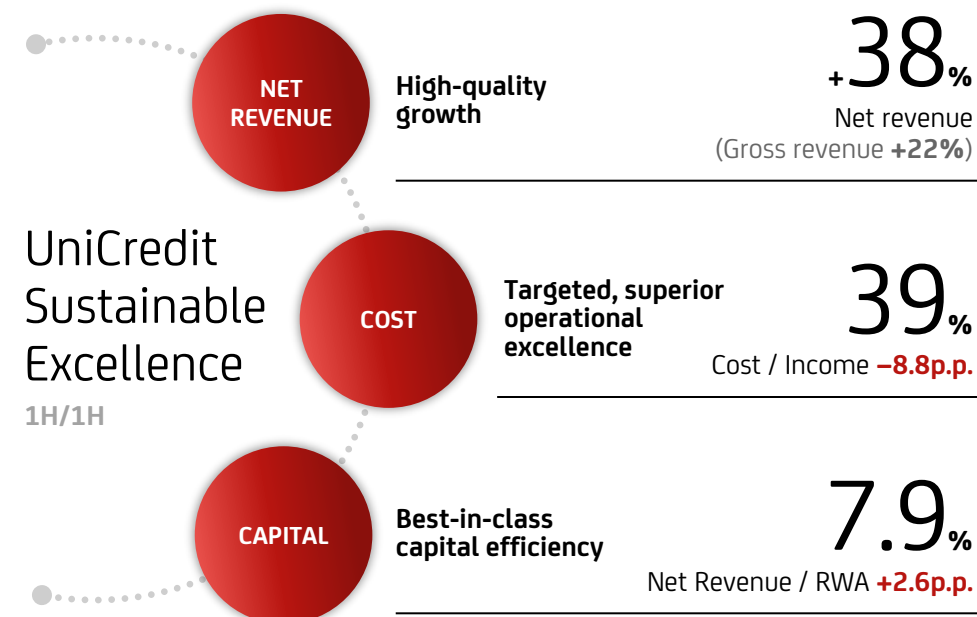 UniCredit
Sustainable
Excellence
1H/1H
NET
REVENUE
High-quality
growth
+38%
Net revenue
(Gross revenue +22%)
COST
Targeted, superior
operational
excellence
39%
Cost / Income –8.8p.p.
CAPITAL
Best-in-class
capital efficiency
7.9%
Net Revenue / RWA +2.6p.p.